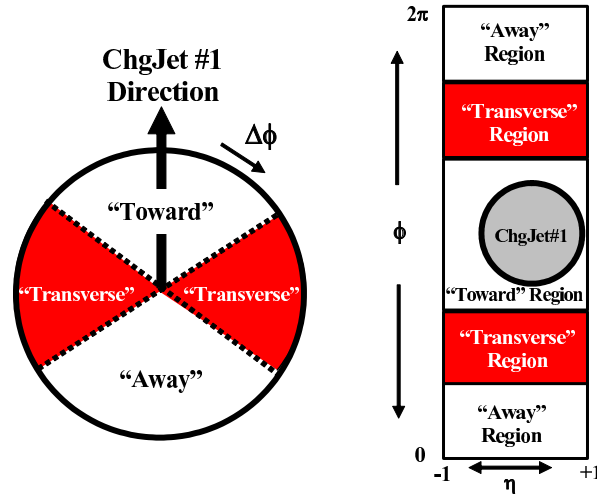 ChgJet #1
Direction
Δϕ
“Toward”
“Transverse”
“Transverse”
“Away”
2π
“Away”
Region
“Transverse”
Region
ϕ
ChgJet#1
“Toward” Region
“Transverse”
Region
“Away”
Region
0
-1
η
+1